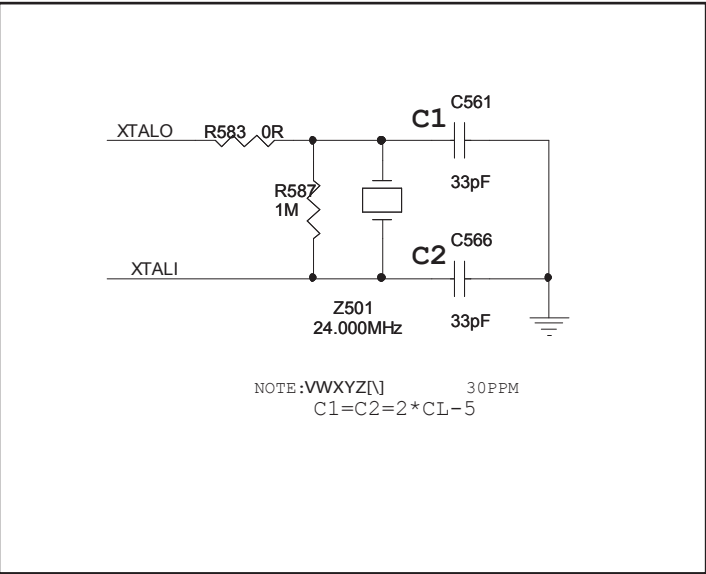 C561
C1
XTALO R583 0R
33pF
R587
1M
C566
C2
XTALI
Z501
24.000MHz
33pF
NOTE:VWXYZ[\] 30PPM
C1=C2=2*CL-5